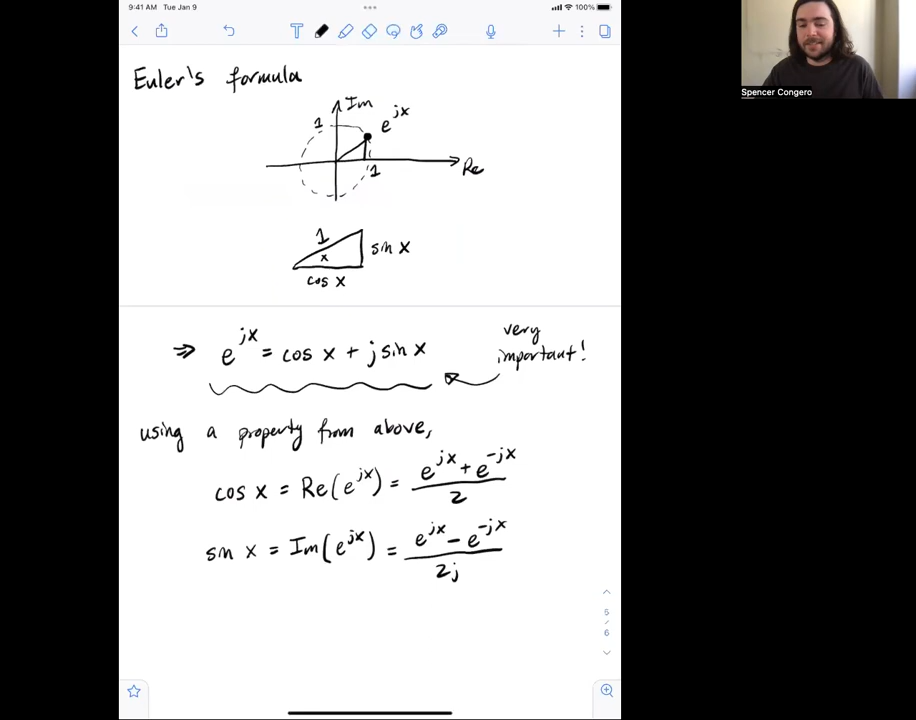 9:41 AM Tue Jan 9
100%
Spencer Congero
Euler's formula
Im
1
e^{jx}
1
Re
1
x
sin x
cos x
⇒ e^{jx} = cos x + j sin x
very
important!
using a property from above,
cos x = Re(e^{jx}) = \frac{e^{jx} + e^{-jx}}{2}
sin x = Im(e^{jx}) = \frac{e^{jx} - e^{-jx}}{2j}
5
/
6